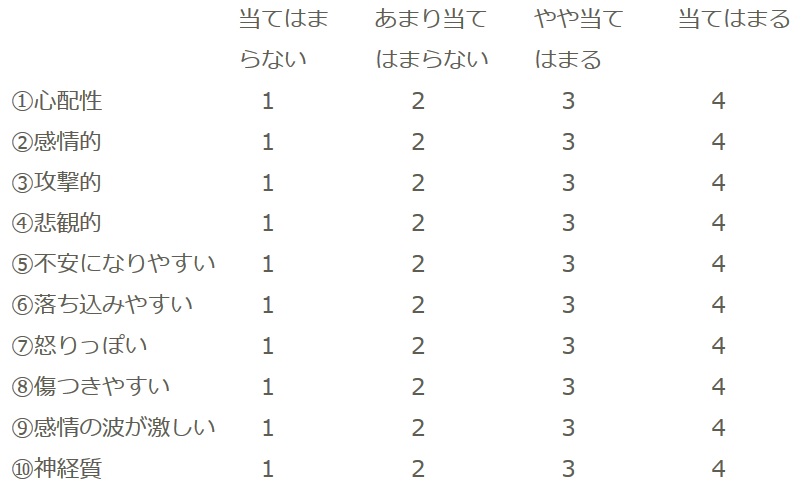 当てはま あまり当て やや当て 当てはまる
らない はまらない はまる
①心配性 1 2 3 4
②感情的 1 2 3 4
③攻撃的 1 2 3 4
④悲観的 1 2 3 4
⑤不安になりやすい 1 2 3 4
⑥落ち込みやすい 1 2 3 4
⑦怒りっぽい 1 2 3 4
⑧傷つきやすい 1 2 3 4
⑨感情の波が激しい 1 2 3 4
⑩神経質 1 2 3 4